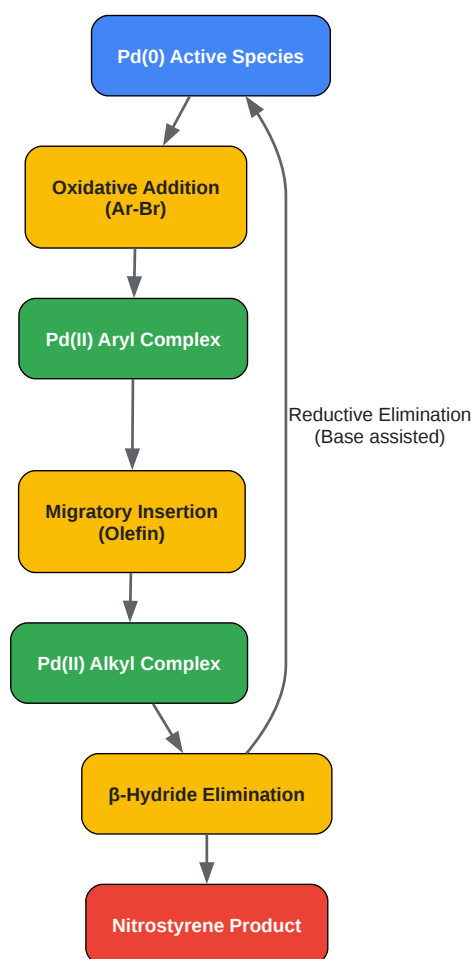 Pd(0) Active Species
Oxidative Addition
(Ar-Br)
Pd(II) Aryl Complex
Reductive Elimination
(Base assisted)
Migratory Insertion
(Olefin)
Pd(II) Alkyl Complex
β-Hydride Elimination
Nitrostyrene Product